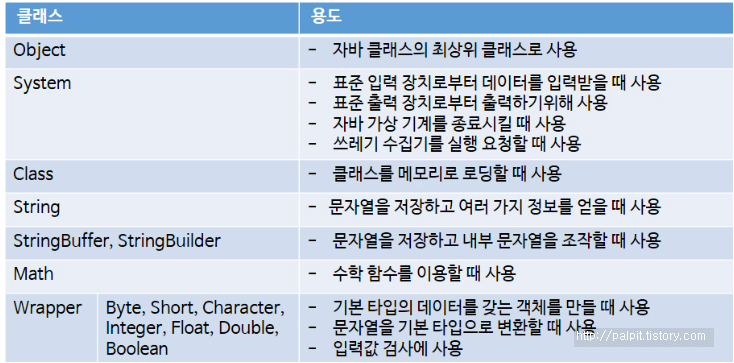 클래스 용도
Object - 자바 클래스의 최상위 클래스로 사용
System - 표준 입력 장치로부터 데이터를 입력받을 때 사용
- 표준 출력 장치로부터 출력하기위해 사용
- 자바 가상 기계를 종료시킬 때 사용
- 쓰레기 수집기를 실행 요청할 때 사용
Class - 클래스를 메모리로 로딩할 때 사용
String - 문자열을 저장하고 여러 가지 정보를 얻을 때 사용
StringBuffer, StringBuilder - 문자열을 저장하고 내부 문자열을 조작할 때 사용
Math - 수학 함수를 이용할 때 사용
Wrapper Byte, Short, Character, - 기본 타입의 데이터를 갖는 객체를 만들 때 사용
Integer, Float, Double, - 문자열을 기본 타입으로 변환할 때 사용
Boolean - 입력값 검사에 사용
http://palpit.tistory.com